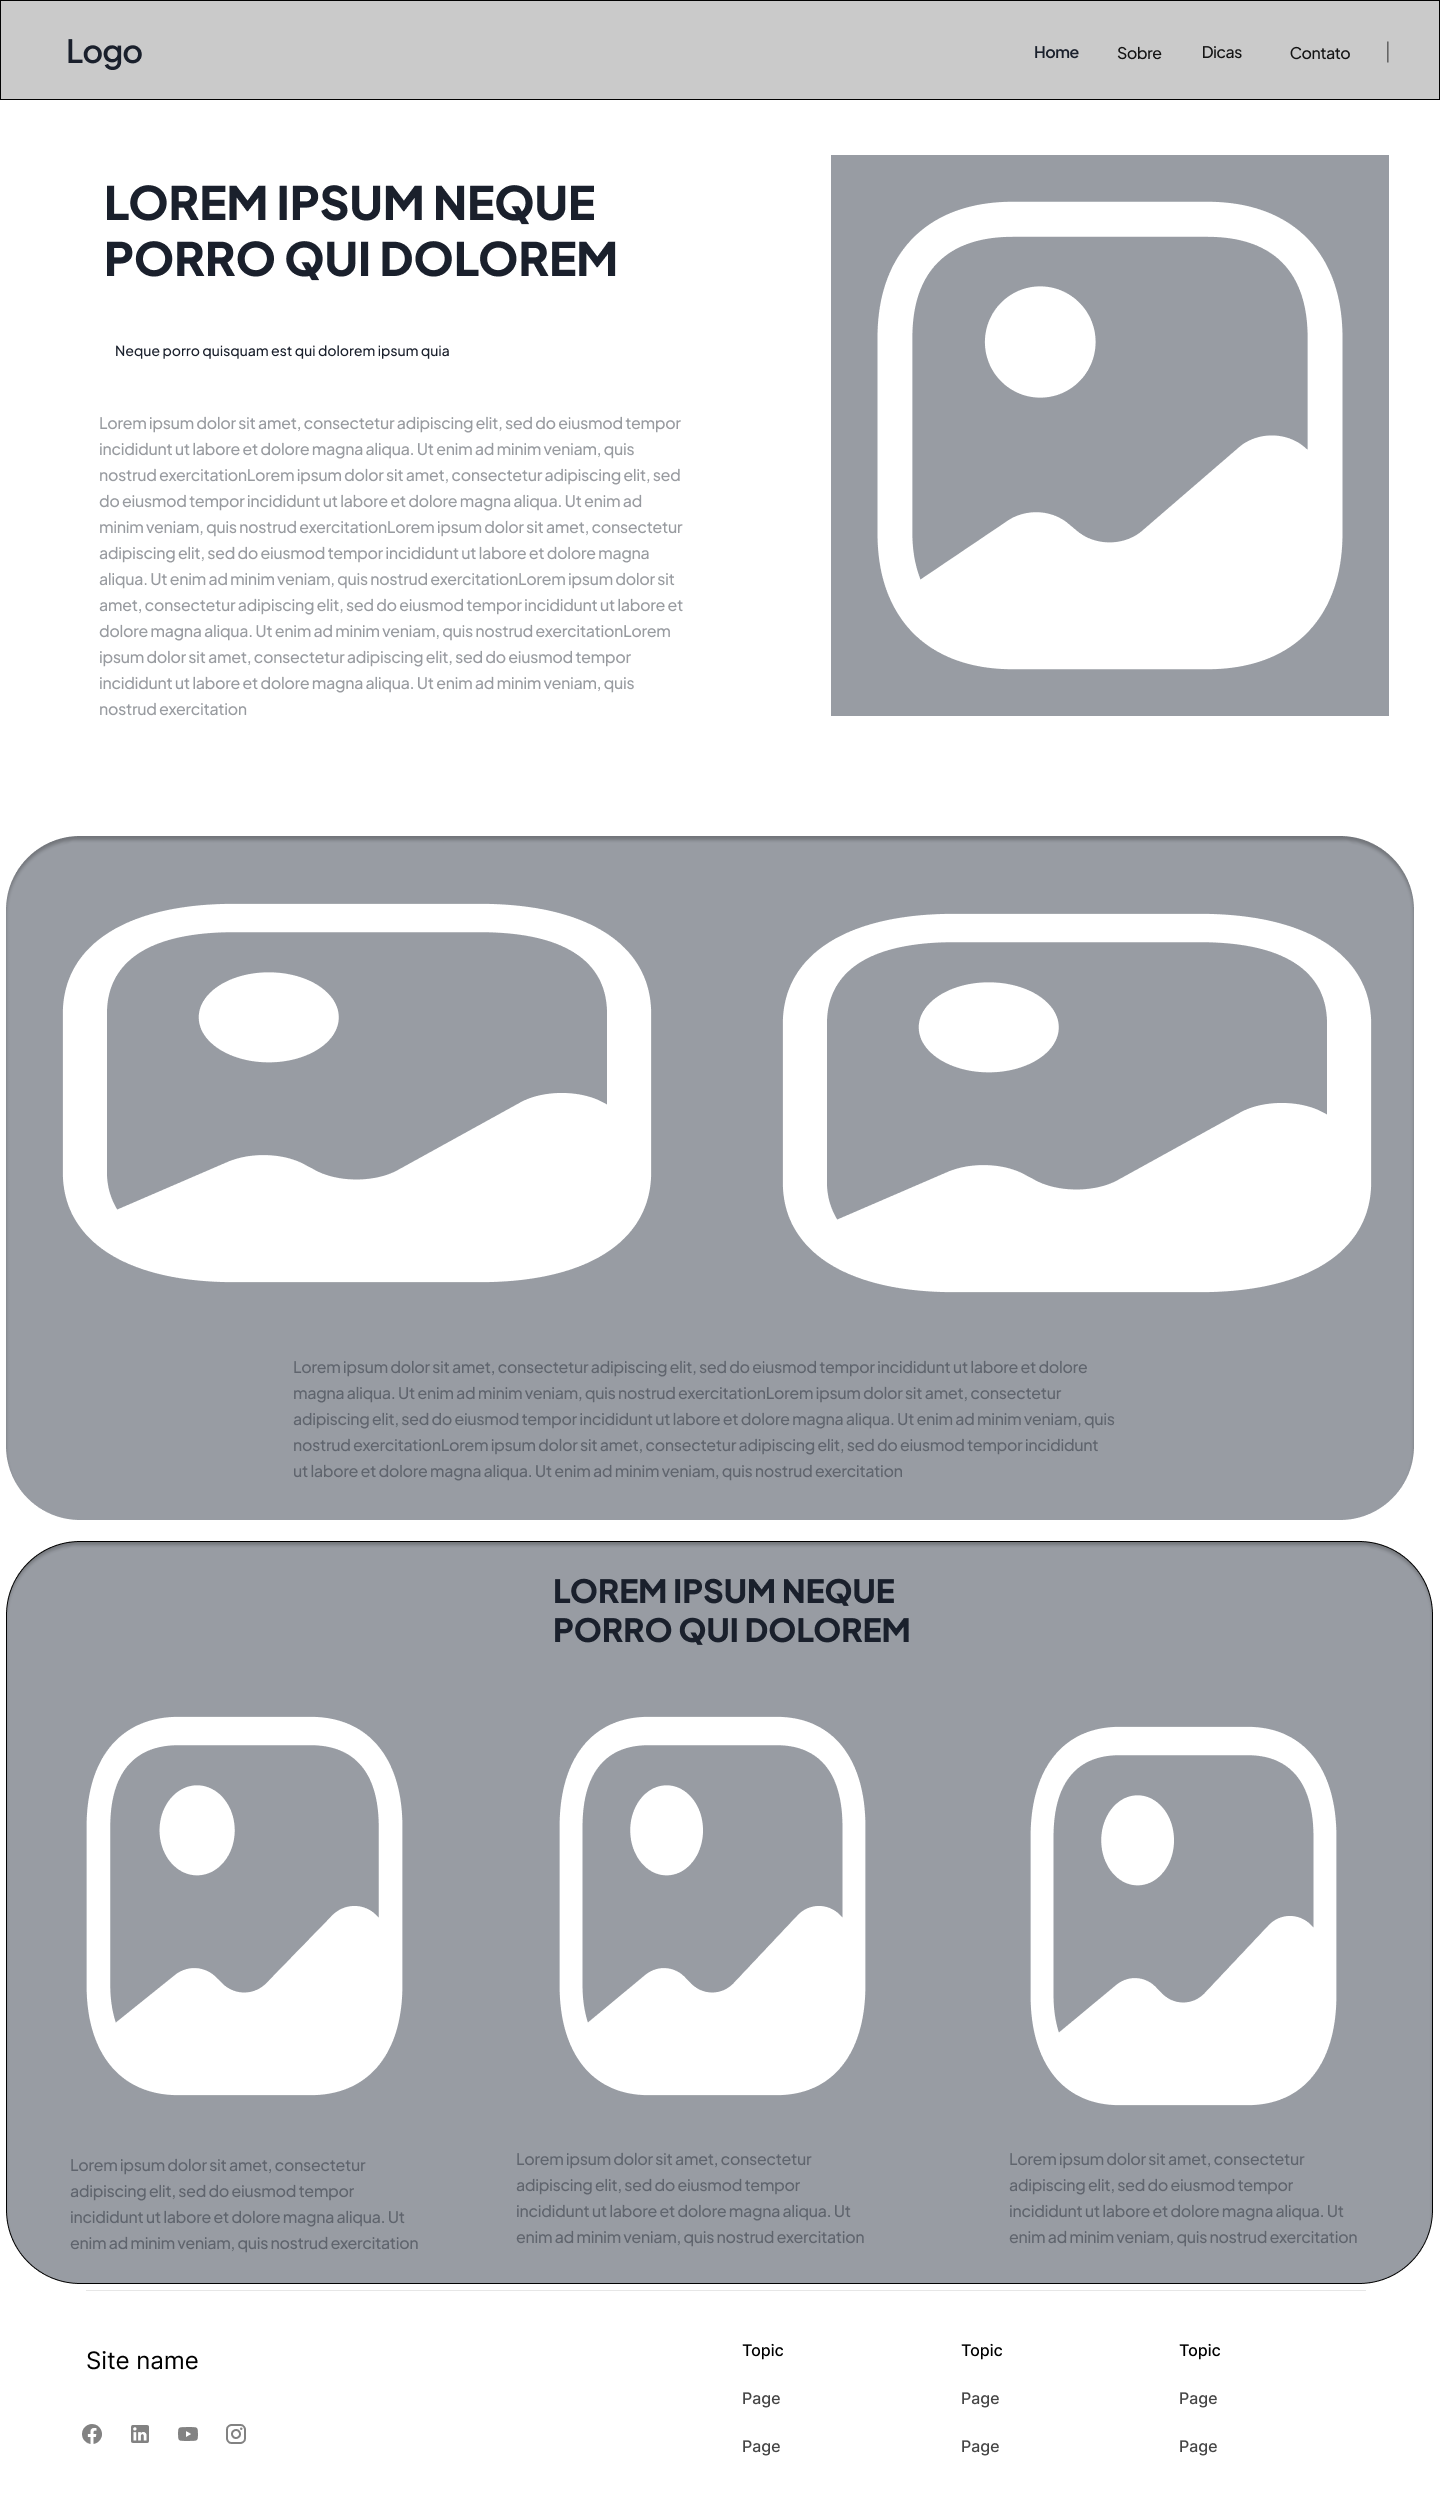 Logo
Home Sobre Dicas Contato
LOREM IPSUM NEQUE
PORRO QUI DOLOREM
Neque porro quisquam est qui dolorem ipsum quia
Lorem ipsum dolor sit amet, consectetur adipiscing elit, sed do eiusmod tempor
incididunt ut labore et dolore magna aliqua. Ut enim ad minim veniam, quis
nostrud exercitationLorem ipsum dolor sit amet, consectetur adipiscing elit, sed
do eiusmod tempor incididunt ut labore et dolore magna aliqua. Ut enim ad
minim veniam, quis nostrud exercitationLorem ipsum dolor sit amet, consectetur
adipiscing elit, sed do eiusmod tempor incididunt ut labore et dolore magna
aliqua. Ut enim ad minim veniam, quis nostrud exercitationLorem ipsum dolor sit
amet, consectetur adipiscing elit, sed do eiusmod tempor incididunt ut labore et
dolore magna aliqua. Ut enim ad minim veniam, quis nostrud exercitationLorem
ipsum dolor sit amet, consectetur adipiscing elit, sed do eiusmod tempor
incididunt ut labore et dolore magna aliqua. Ut enim ad minim veniam, quis
nostrud exercitation
Lorem ipsum dolor sit amet, consectetur adipiscing elit, sed do eiusmod tempor incididunt ut labore et dolore
magna aliqua. Ut enim ad minim veniam, quis nostrud exercitationLorem ipsum dolor sit amet, consectetur
adipiscing elit, sed do eiusmod tempor incididunt ut labore et dolore magna aliqua. Ut enim ad minim veniam, quis
nostrud exercitationLorem ipsum dolor sit amet, consectetur adipiscing elit, sed do eiusmod tempor incididunt
ut labore et dolore magna aliqua. Ut enim ad minim veniam, quis nostrud exercitation
LOREM IPSUM NEQUE
PORRO QUI DOLOREM
Lorem ipsum dolor sit amet, consectetur
adipiscing elit, sed do eiusmod tempor
incididunt ut labore et dolore magna aliqua. Ut
enim ad minim veniam, quis nostrud exercitation
Lorem ipsum dolor sit amet, consectetur
adipiscing elit, sed do eiusmod tempor
incididunt ut labore et dolore magna aliqua. Ut
enim ad minim veniam, quis nostrud exercitation
Lorem ipsum dolor sit amet, consectetur
adipiscing elit, sed do eiusmod tempor
incididunt ut labore et dolore magna aliqua. Ut
enim ad minim veniam, quis nostrud exercitation
Site name
Topic
Page
Page
Topic
Page
Page
Topic
Page
Page